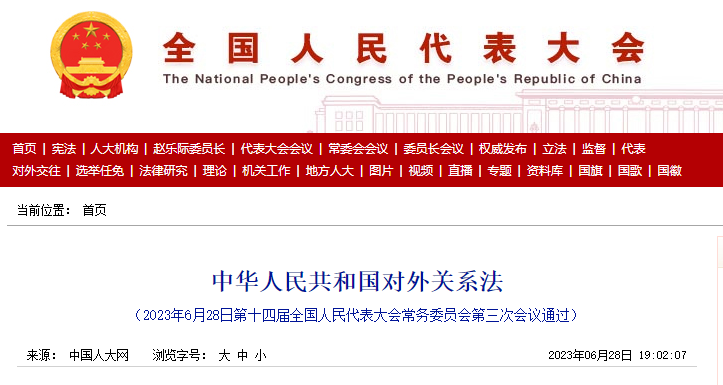 全国人民代表大会
The National People's Congress of the People's Republic of China
首页 | 宪法 | 人大机构 | 赵乐际委员长 | 代表大会会议 | 常委会会议 | 委员长会议 | 权威发布 | 立法 | 监督 | 代表
对外交往 | 选举任免 | 法律研究 | 理论 | 机关工作 | 地方人大 | 图片 | 视频 | 直播 | 专题 | 资料库 | 国旗 | 国歌 | 国徽
当前位置： 首页
中华人民共和国对外关系法
（2023年6月28日第十四届全国人民代表大会常务委员会第三次会议通过）
来源： 中国人大网 浏览字号： 大 中 小 2023年06月28日 19:02:07